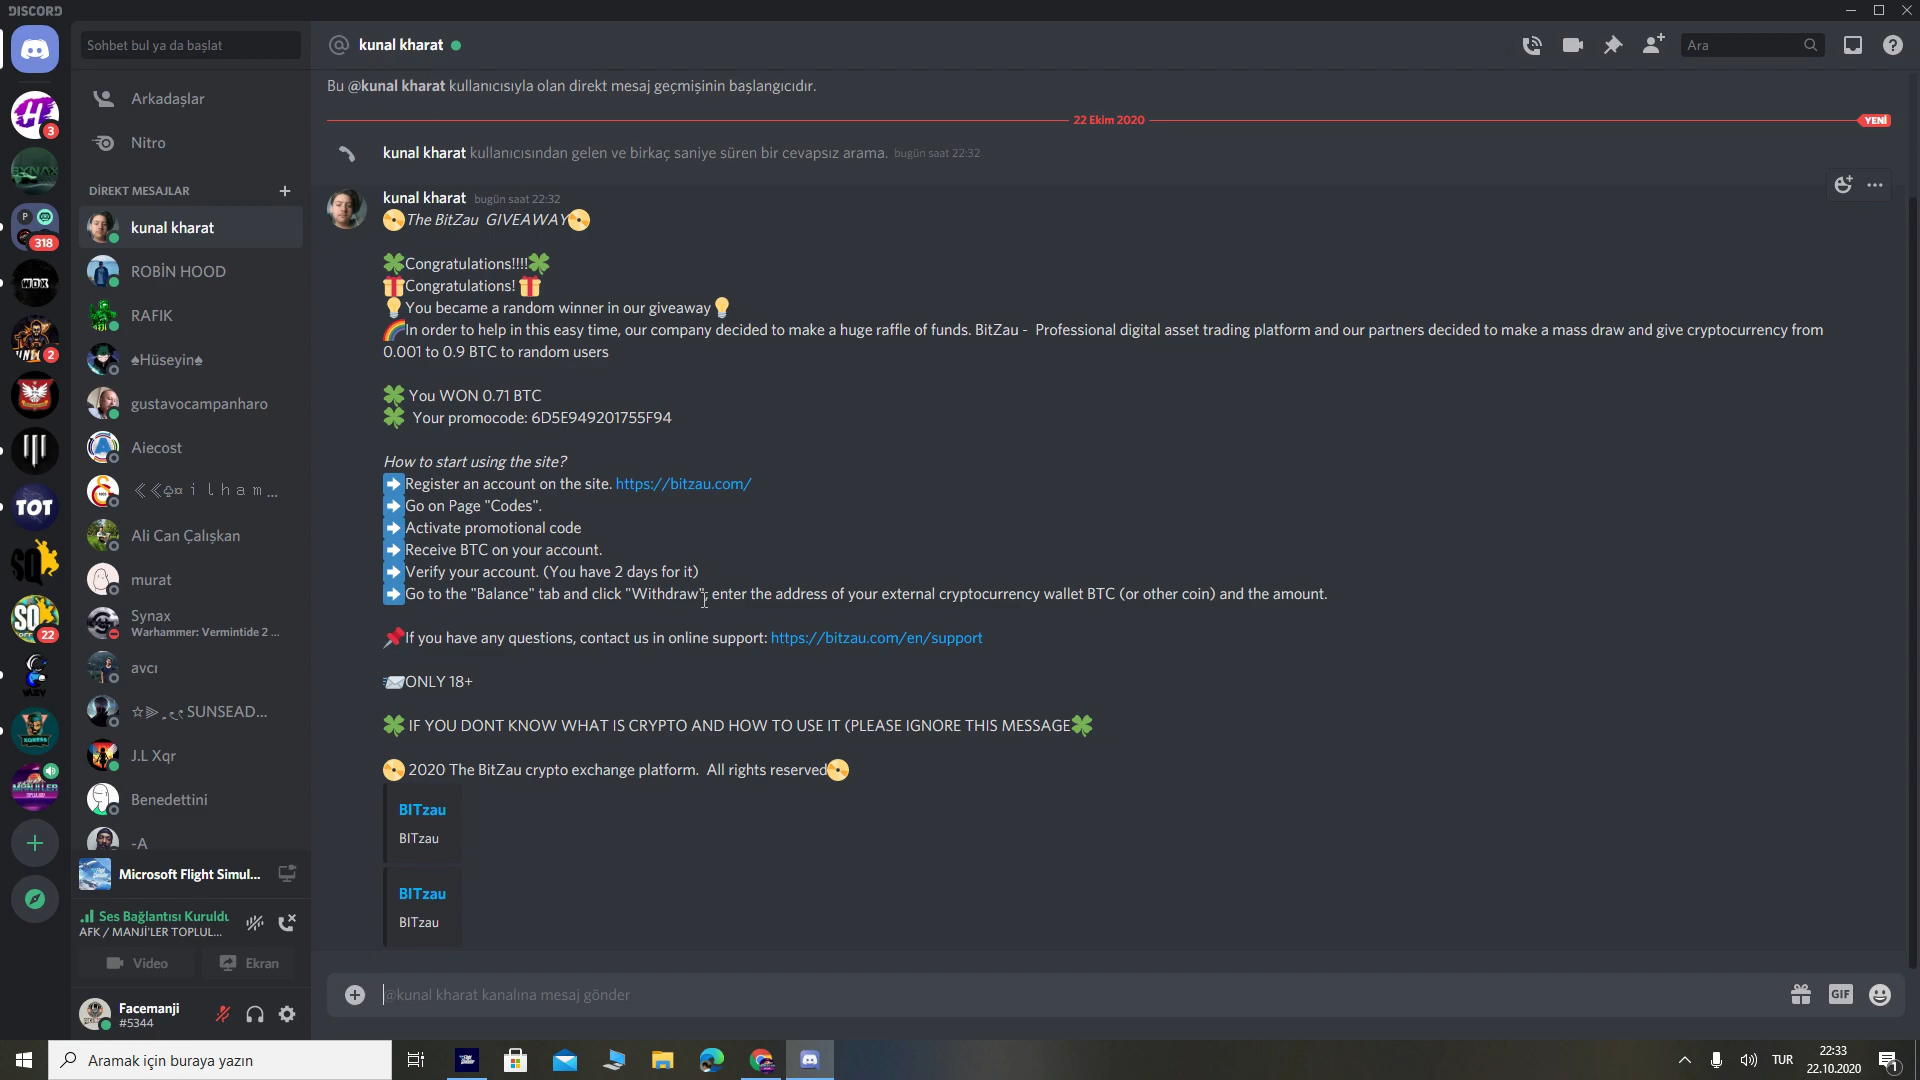 DISCORD
Sohbet bul ya da başlat
kunal kharat
Ara
3
318
2
22
P
WOX
TOT
SQ
Arkadaşlar
Nitro
DİREKT MESAJLAR
kunal kharat
ROBİN HOOD
RAFIK
♠Hüseyin♠
gustavocampanharo
Aiecost
Ali Can Çalışkan
murat
Synax
Warhammer: Vermintide 2 ...
avcı
SUNSEAD...
J.L Xqr
Benedettini
-A
Microsoft Flight Simul...
Ses Bağlantısı Kuruldu
AFK / MANJİ'LER TOPLUL...
Video
Ekran
Facemanji
#5344
Bu @kunal kharat kullanıcısıyla olan direkt mesaj geçmişinin başlangıcıdır.
22 Ekim 2020
YENİ
kunal kharat kullanıcısından gelen ve birkaç saniye süren bir cevapsız arama. bugün saat 22:32
kunal kharat bugün saat 22:32
📀The BitZau GIVEAWAY📀
🍀Congratulations!!!!🍀
🎁Congratulations! 🎁
💡You became a random winner in our giveaway💡
🌈In order to help in this easy time, our company decided to make a huge raffle of funds. BitZau - Professional digital asset trading platform and our partners decided to make a mass draw and give cryptocurrency from
0.001 to 0.9 BTC to random users
🍀 You WON 0.71 BTC
🍀 Your promocode: 6D5E949201755F94
How to start using the site?
➡Register an account on the site. https://bitzau.com/
➡Go on Page "Codes".
➡Activate promotional code
➡Receive BTC on your account.
➡Verify your account. (You have 2 days for it)
➡Go to the "Balance" tab and click "Withdraw", enter the address of your external cryptocurrency wallet BTC (or other coin) and the amount.
📌If you have any questions, contact us in online support: https://bitzau.com/en/support
📨ONLY 18+
🍀 IF YOU DONT KNOW WHAT IS CRYPTO AND HOW TO USE IT (PLEASE IGNORE THIS MESSAGE🍀
📀 2020 The BitZau crypto exchange platform. All rights reserved📀
BITzau
BITzau
BITzau
BITzau
@kunal kharat kanalına mesaj gönder
GIF
Aramak için buraya yazın
TUR
22:33
22.10.2020
1